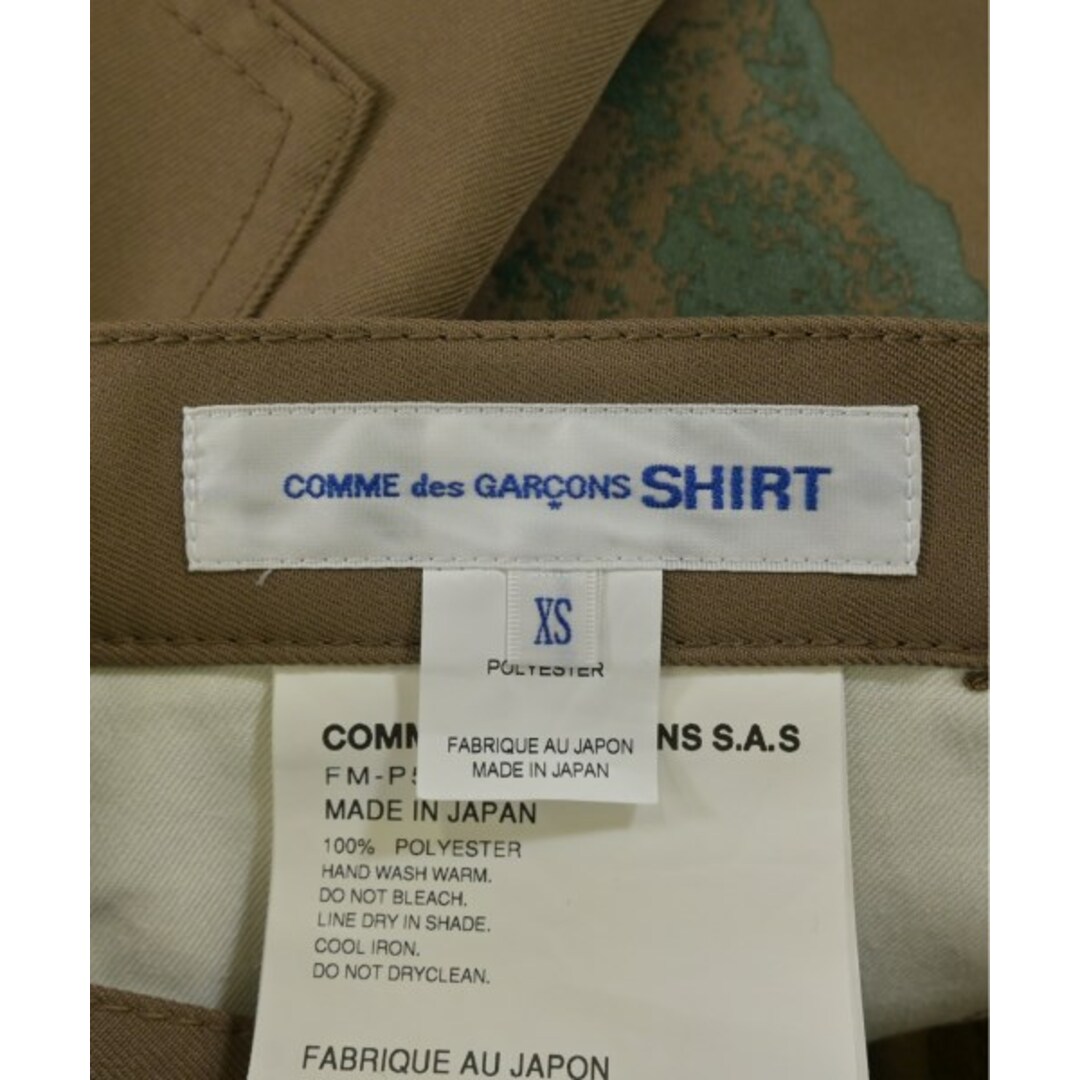 COMME des GARÇONS SHIRT
XS
POLYESTER
FABRIQUE AU JAPON
MADE IN JAPAN
NS S.A.S
MADE IN JAPAN
100% POLYESTER
HAND WASH WARM.
DO NOT BLEACH.
LINE DRY IN SHADE.
COOL IRON.
DO NOT DRYCLEAN.
FABRIQUE AU JAPON